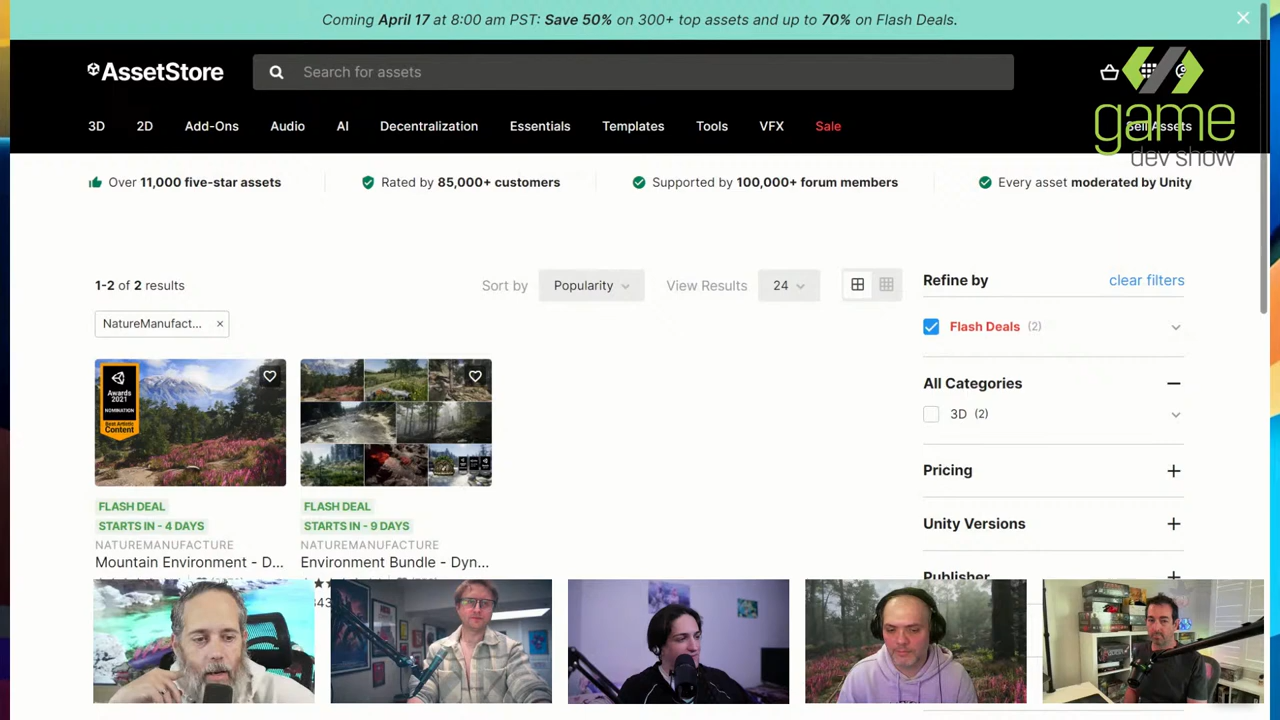 Coming April 17 at 8:00 am PST: Save 50% on 300+ top assets and up to 70% on Flash Deals.
AssetStore
Search for assets
3D 2D Add-Ons Audio AI Decentralization Essentials Templates Tools VFX Sale
Sell Assets
game
dev show
Over 11,000 five-star assets
Rated by 85,000+ customers
Supported by 100,000+ forum members
Every asset moderated by Unity
1-2 of 2 results
Sort by Popularity
View Results 24
NatureManufact... ×
Refine by clear filters
Flash Deals (2)
All Categories
3D (2)
Pricing
Unity Versions
Publisher
Awards
2021
NOMINATION
Best Artistic
Content
FLASH DEAL
STARTS IN - 4 DAYS
NATUREMANUFACTURE
Mountain Environment - D...
FLASH DEAL
STARTS IN - 9 DAYS
NATUREMANUFACTURE
Environment Bundle - Dyn...